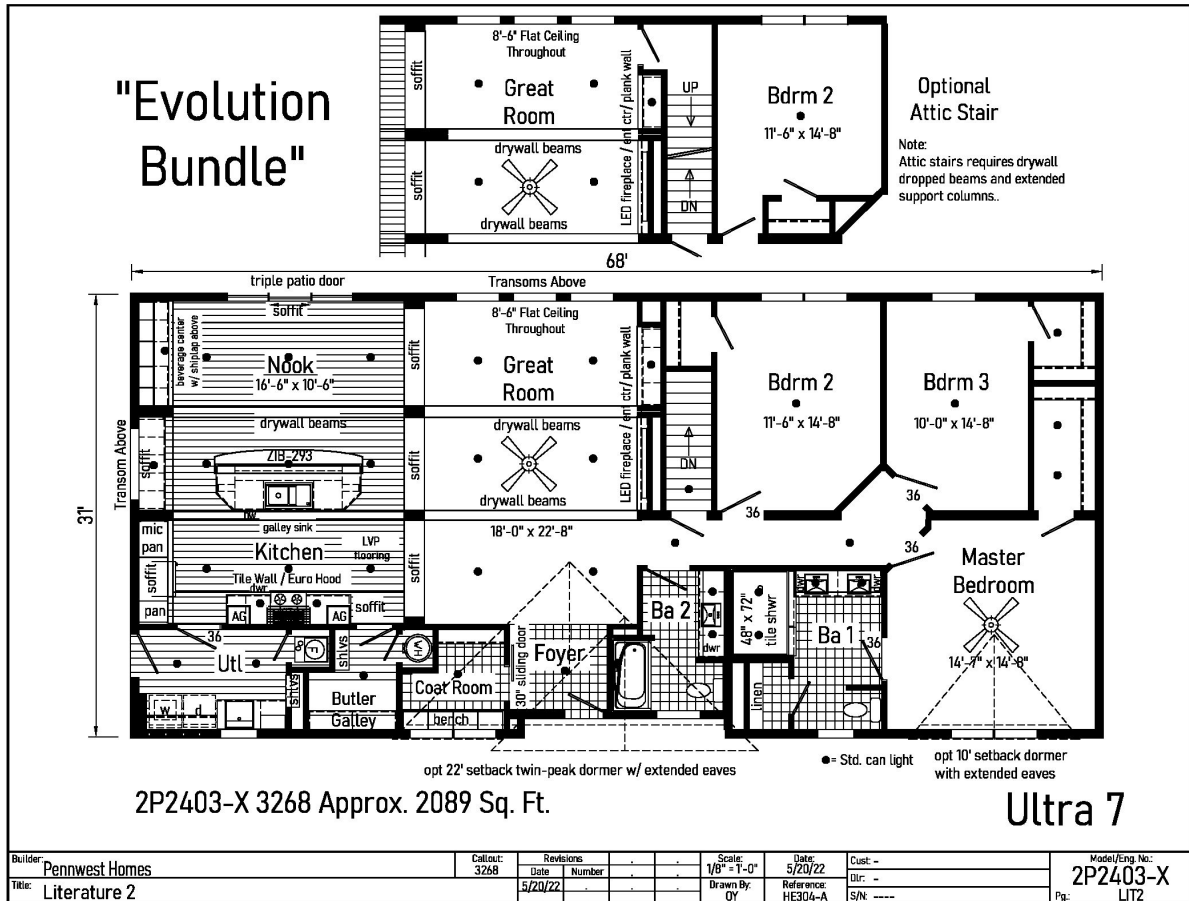 "Evolution
Bundle"
8'-6" Flat Ceiling
Throughout
soffit
Great
Room
LED fireplace / ent ctr/ plank wall
UP
Bdrm 2
11'-6" x 14'-8"
Optional
Attic Stair
Note:
Attic stairs requires drywall
dropped beams and extended
support columns..
drywall beams
soffit
DN
drywall beams
68'
triple patio door
Transoms Above
soffit
8'-6" Flat Ceiling
Throughout
beverage center
w/ shiplap above
Nook
16'-6" x 10'-6"
soffit
Great
Room
LED fireplace / ent ctr/ plank wall
Bdrm 2
11'-6" x 14'-8"
Bdrm 3
10'-0" x 14'-8"
Transom Above
soffit
drywall beams
ZIB-293
dw
soffit
drywall beams
drywall beams
DN
31'
36
36
36
18'-0" x 22'-8"
mic
pan
soffit
pan
galley sink
Kitchen
LVP
flooring
Tile Wall / Euro Hood
dwr
AG
AG
soffit
soffit
Master
Bedroom
14'-7" x 14'-8"
Ba 2
dwr
48" x 72"
tile shwr
dwr
dwr
Ba 1
36
linen
36
Utl
F
shlvs
shlvs
WH
w
d
Butler
Galley
Coat Room
bench
30" sliding door
Foyer
opt 22' setback twin-peak dormer w/ extended eaves
= Std. can light
opt 10' setback dormer
with extended eaves
2P2403-X 3268 Approx. 2089 Sq. Ft.
Ultra 7
Builder: Pennwest Homes
Title: Literature 2
Callout:
3268
Revisions
Date Number
5/20/22
Scale:
1/8" = 1'-0"
Drawn By:
OY
Date:
5/20/22
Reference:
HE304-A
Cust: -
Dlr: -
S/N: ----
Model/Eng. No.:
2P2403-X
Pg.: LIT2